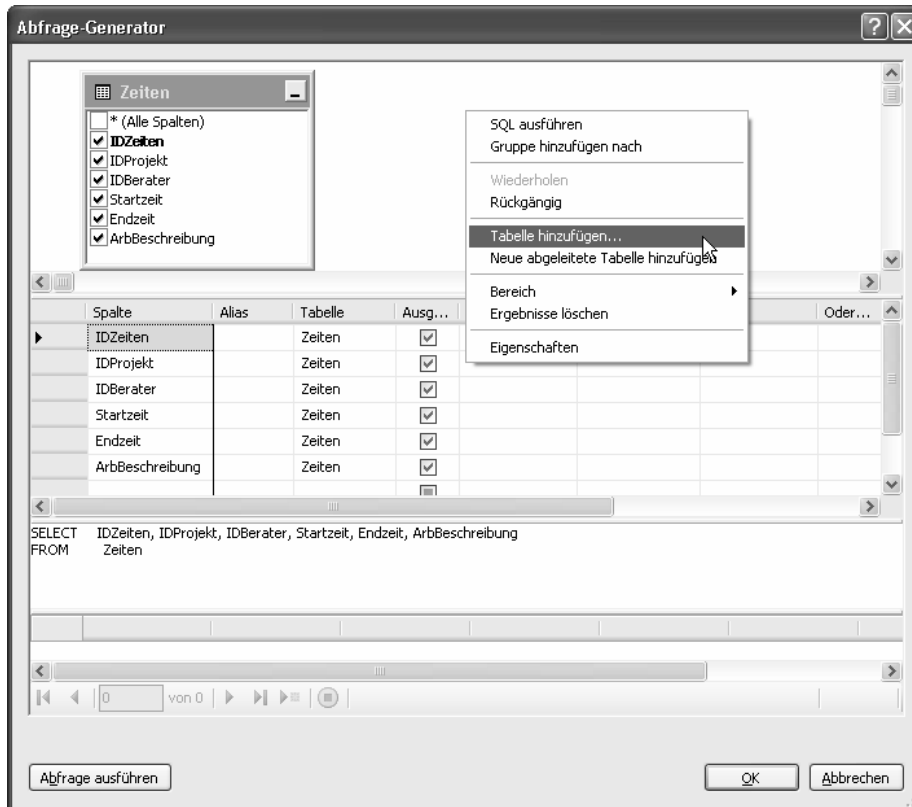 Abfrage-Generator
Zeiten
* (Alle Spalten)
IDZeiten
IDProjekt
IDBerater
Startzeit
Endzeit
ArbBeschreibung
SQL ausführen
Gruppe hinzufügen nach
Wiederholen
Rückgängig
Tabelle hinzufügen...
Neue abgeleitete Tabelle hinzufügen
Bereich
Ergebnisse löschen
Eigenschaften
Spalte Alias Tabelle Ausg... Oder...
IDZeiten Zeiten
IDProjekt Zeiten
IDBerater Zeiten
Startzeit Zeiten
Endzeit Zeiten
ArbBeschreibung Zeiten
SELECT IDZeiten, IDProjekt, IDBerater, Startzeit, Endzeit, ArbBeschreibung
FROM Zeiten
0 von 0
Abfrage ausführen OK Abbrechen